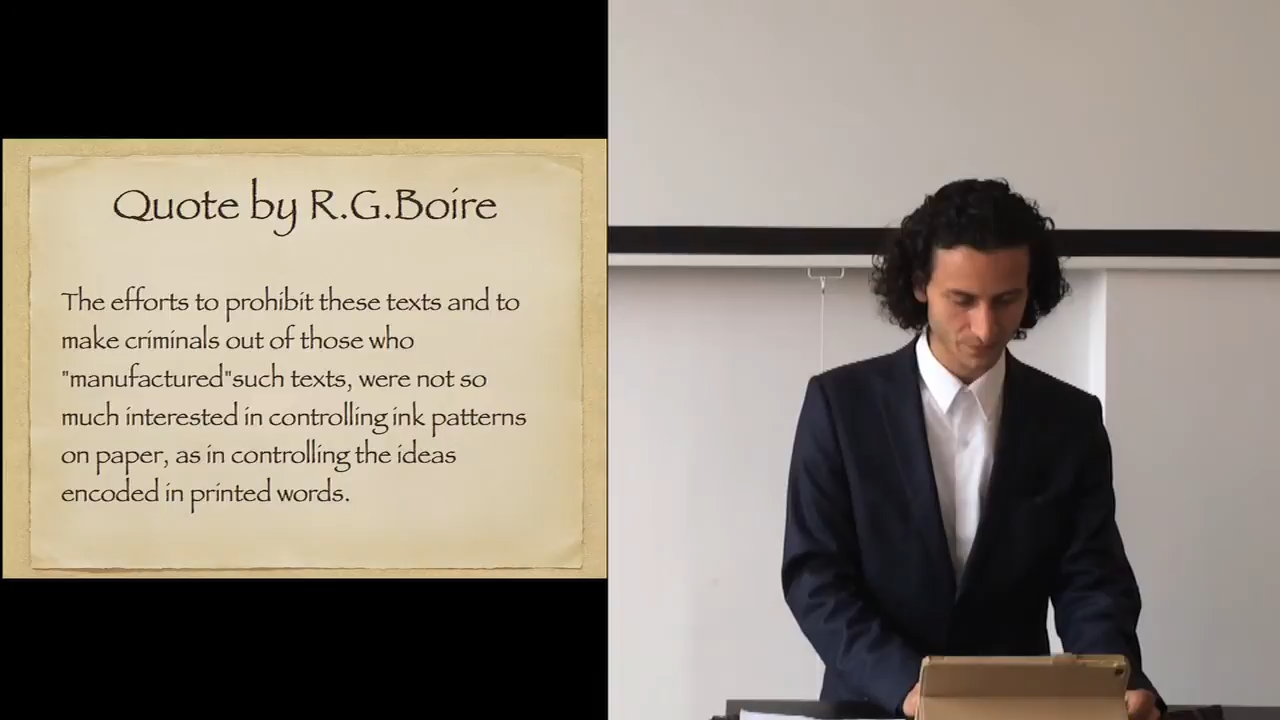 Quote by R.G.Boire
The efforts to prohibit these texts and to
make criminals out of those who
"manufactured"such texts, were not so
much interested in controlling ink patterns
on paper, as in controlling the ideas
encoded in printed words.